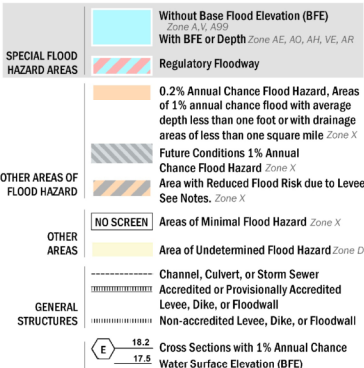 Without Base Flood Elevation (BFE)
Zone A,V, A99
With BFE or Depth Zone AE, AO, AH, VE, AR
SPECIAL FLOOD
HAZARD AREAS
Regulatory Floodway
0.2% Annual Chance Flood Hazard, Areas
of 1% annual chance flood with average
depth less than one foot or with drainage
areas of less than one square mile Zone X
Future Conditions 1% Annual
Chance Flood Hazard Zone X
Area with Reduced Flood Risk due to Levee
See Notes. Zone X
OTHER AREAS OF
FLOOD HAZARD
NO SCREEN Areas of Minimal Flood Hazard Zone X
OTHER
AREAS
Area of Undetermined Flood Hazard Zone D
Channel, Culvert, or Storm Sewer
Accredited or Provisionally Accredited
Levee, Dike, or Floodwall
Non-accredited Levee, Dike, or Floodwall
GENERAL
STRUCTURES
E 18.2 Cross Sections with 1% Annual Chance
17.5 Water Surface Elevation (BFE)